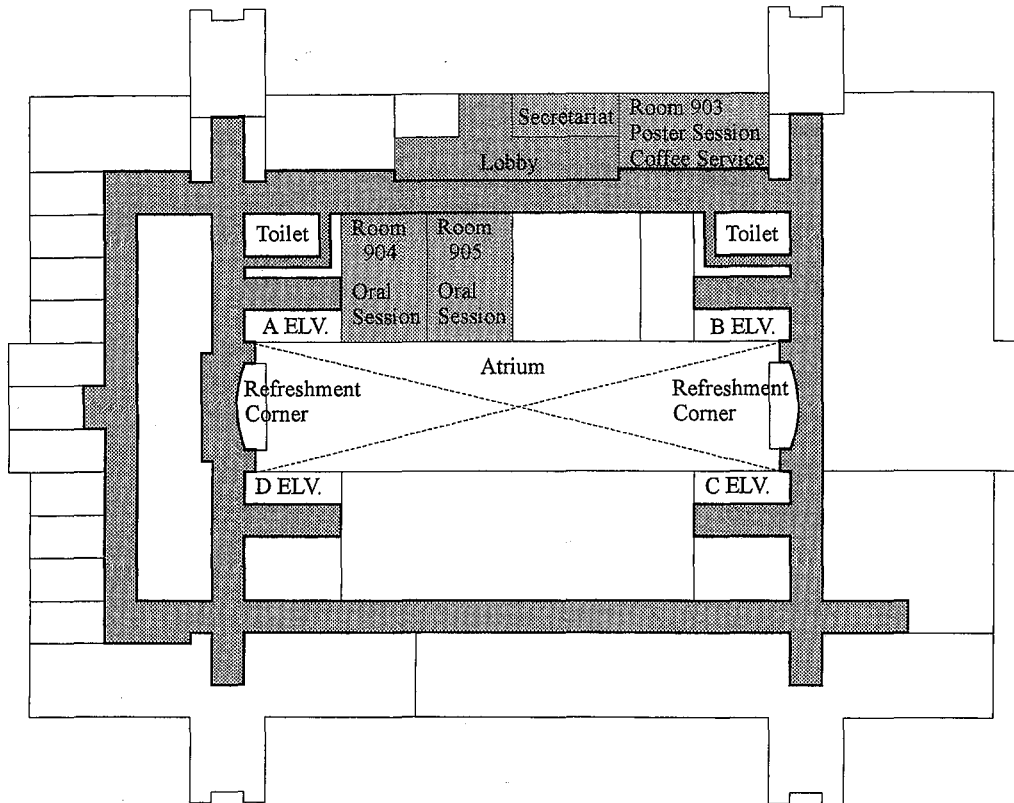 Secretariat
Room 903
Poster Session
Coffee Service
Lobby
Toilet
Room
904
Oral
Session
Room
905
Oral
Session
Toilet
A ELV.
B ELV.
Atrium
Refreshment
Corner
Refreshment
Corner
D ELV.
C ELV.